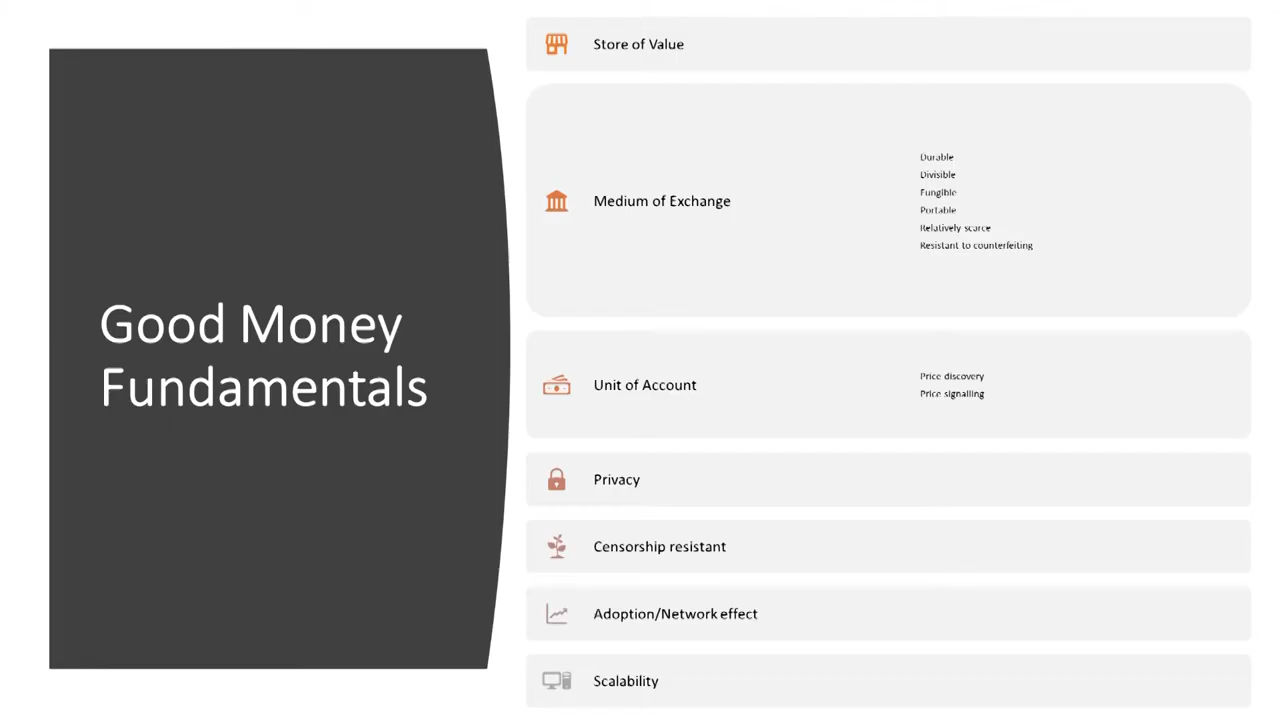 Good Money
Fundamentals
Store of Value
Medium of Exchange
Durable
Divisible
Fungible
Portable
Relatively scarce
Resistant to counterfeiting
Unit of Account
Price discovery
Price signalling
Privacy
Censorship resistant
Adoption/Network effect
Scalability